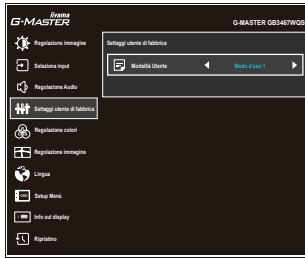 iiyama
G-MASTER
G-MASTER GB3467WQS
Regolazione immagine
Settaggi utente di fabbrica
Seleziona input
Modalità Utente
Modo d'uso 1
Regolazione Audio
Settaggi utente di fabbrica
Regolazione colori
Regolazione immagine
Lingua
OSD
Setup Menù
Info sul display
Ripristino